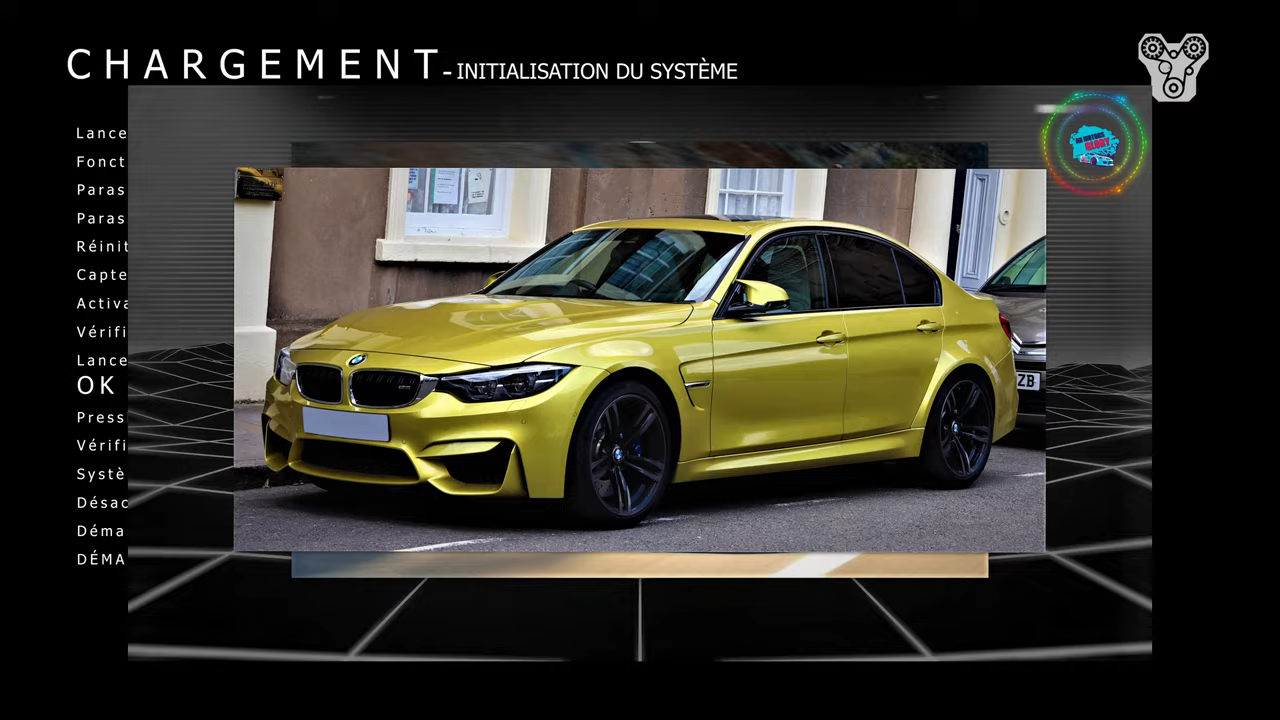 CHARGEMENT - INITIALISATION DU SYSTÈME
GLORY
Lance
Fonct
Paras
Paras
Réinit
Capte
Activa
Vérifi
Lance
OK
Press
Vérifi
Systè
Désac
Déma
DÉMA
ZB